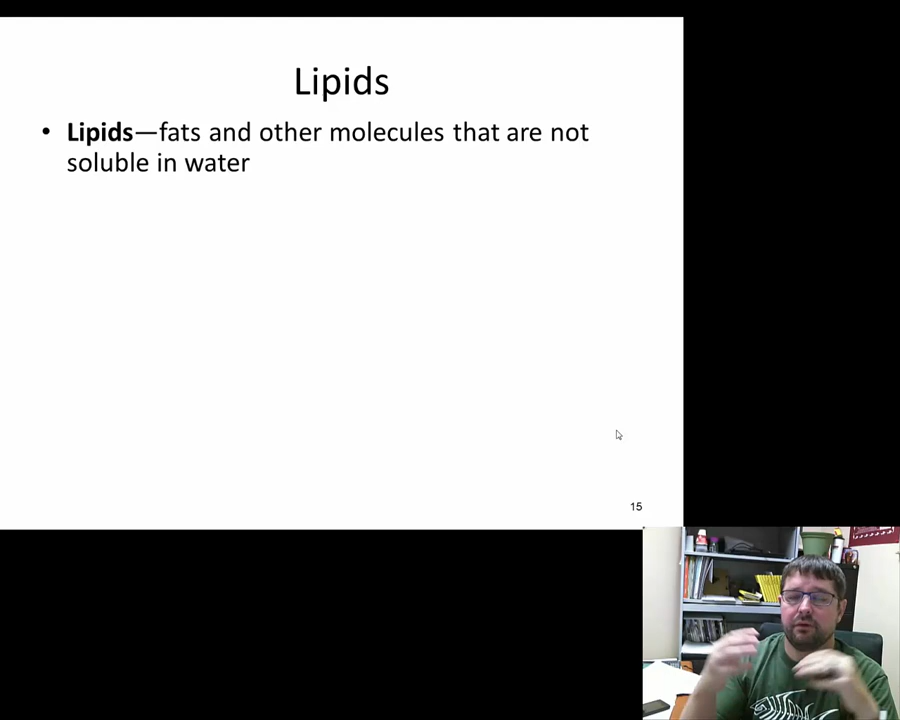 Lipids
• Lipids—fats and other molecules that are not
soluble in water
15